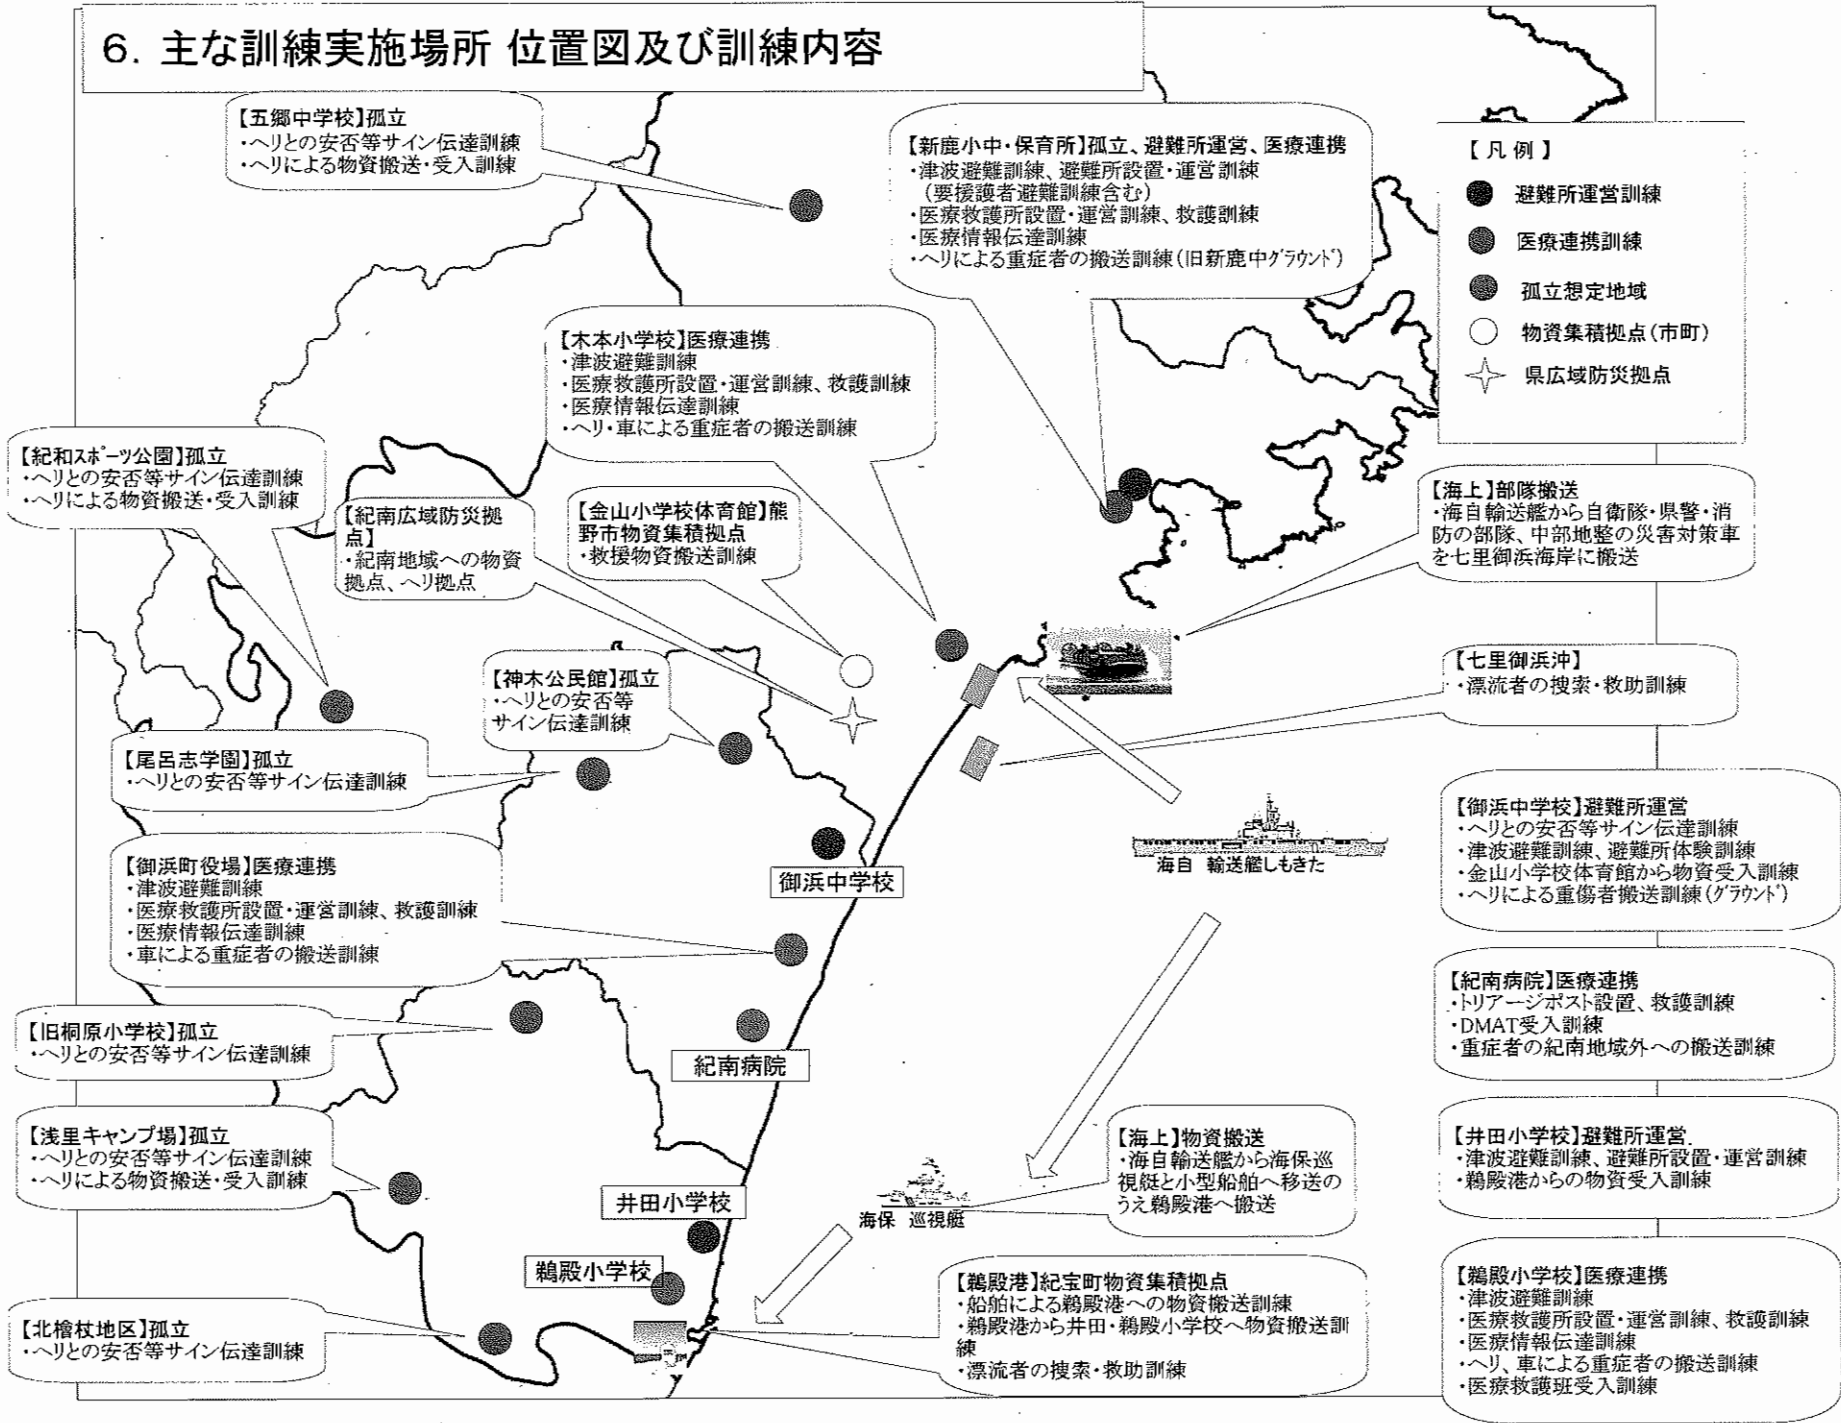 6. 主な訓練実施場所 位置図及び訓練内容
【五郷中学校】孤立
・ヘリとの安否等サイン伝達訓練
・ヘリによる物資搬送・受入訓練
【新鹿小中・保育所】孤立、避難所運営、医療連携
・津波避難訓練、避難所設置・運営訓練
（要援護者避難訓練含む）
・医療救護所設置・運営訓練、救護訓練
・医療情報伝達訓練
・ヘリによる重症者の搬送訓練(旧新鹿中グラウンド)
【凡例】
避難所運営訓練
医療連携訓練
孤立想定地域
物資集積拠点(市町)
県広域防災拠点
【木本小学校】医療連携
・津波避難訓練
・医療救護所設置・運営訓練、救護訓練
・医療情報伝達訓練
・ヘリ・車による重症者の搬送訓練
【紀和スポーツ公園】孤立
・ヘリとの安否等サイン伝達訓練
・ヘリによる物資搬送・受入訓練
【紀南広域防災拠
点】
・紀南地域への物資
拠点、ヘリ拠点
【金山小学校体育館】熊
野市物資集積拠点
・救援物資搬送訓練
【海上】部隊搬送
・海自輸送艦から自衛隊・県警・消
防の部隊、中部地整の災害対策車
を七里御浜海岸に搬送
【七里御浜沖】
・漂流者の捜索・救助訓練
【神木公民館】孤立
・ヘリとの安否等
サイン伝達訓練
【尾呂志学園】孤立
・ヘリとの安否等サイン伝達訓練
【御浜中学校】避難所運営
・ヘリとの安否等サイン伝達訓練
・津波避難訓練、避難所体験訓練
・金山小学校体育館から物資受入訓練
・ヘリによる重傷者搬送訓練(グラウンド)
海自 輸送艦しもきた
御浜中学校
【御浜町役場】医療連携
・津波避難訓練
・医療救護所設置・運営訓練、救護訓練
・医療情報伝達訓練
・車による重症者の搬送訓練
【紀南病院】医療連携
・トリアージポスト設置、救護訓練
・DMAT受入訓練
・重症者の紀南地域外への搬送訓練
【旧桐原小学校】孤立
・ヘリとの安否等サイン伝達訓練
紀南病院
【浅里キャンプ場】孤立
・ヘリとの安否等サイン伝達訓練
・ヘリによる物資搬送・受入訓練
【海上】物資搬送
・海自輸送艦から海保巡
視艇と小型船舶へ移送の
うえ鵜殿港へ搬送
【井田小学校】避難所運営
・津波避難訓練、避難所設置・運営訓練
・鵜殿港からの物資受入訓練
井田小学校
海保 巡視艇
鵜殿小学校
【鵜殿港】紀宝町物資集積拠点
・船舶による鵜殿港への物資搬送訓練
・鵜殿港から井田・鵜殿小学校へ物資搬送訓
練
・漂流者の捜索・救助訓練
【鵜殿小学校】医療連携
・津波避難訓練
・医療救護所設置・運営訓練、救護訓練
・医療情報伝達訓練
・ヘリ、車による重症者の搬送訓練
・医療救護班受入訓練
【北檜杖地区】孤立
・ヘリとの安否等サイン伝達訓練